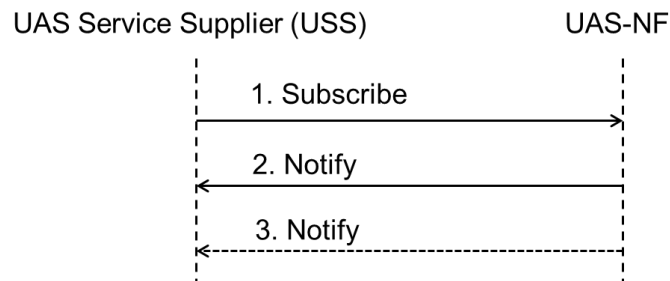 UAS Service Supplier (USS) UAS-NF
1. Subscribe
2. Notify
3. Notify